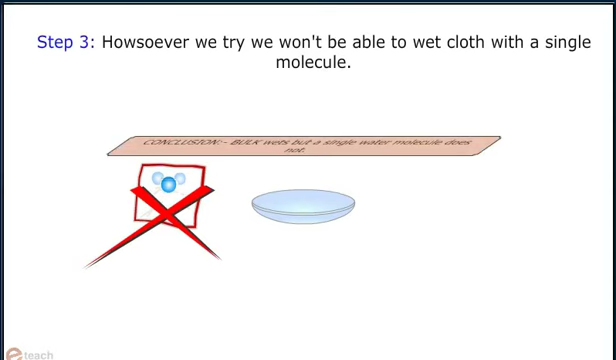 Step 3: Howsoever we try we won't be able to wet cloth with a single
molecule.
CONCLUSION:- BULK wets but a single water molecule does
not.
e teach